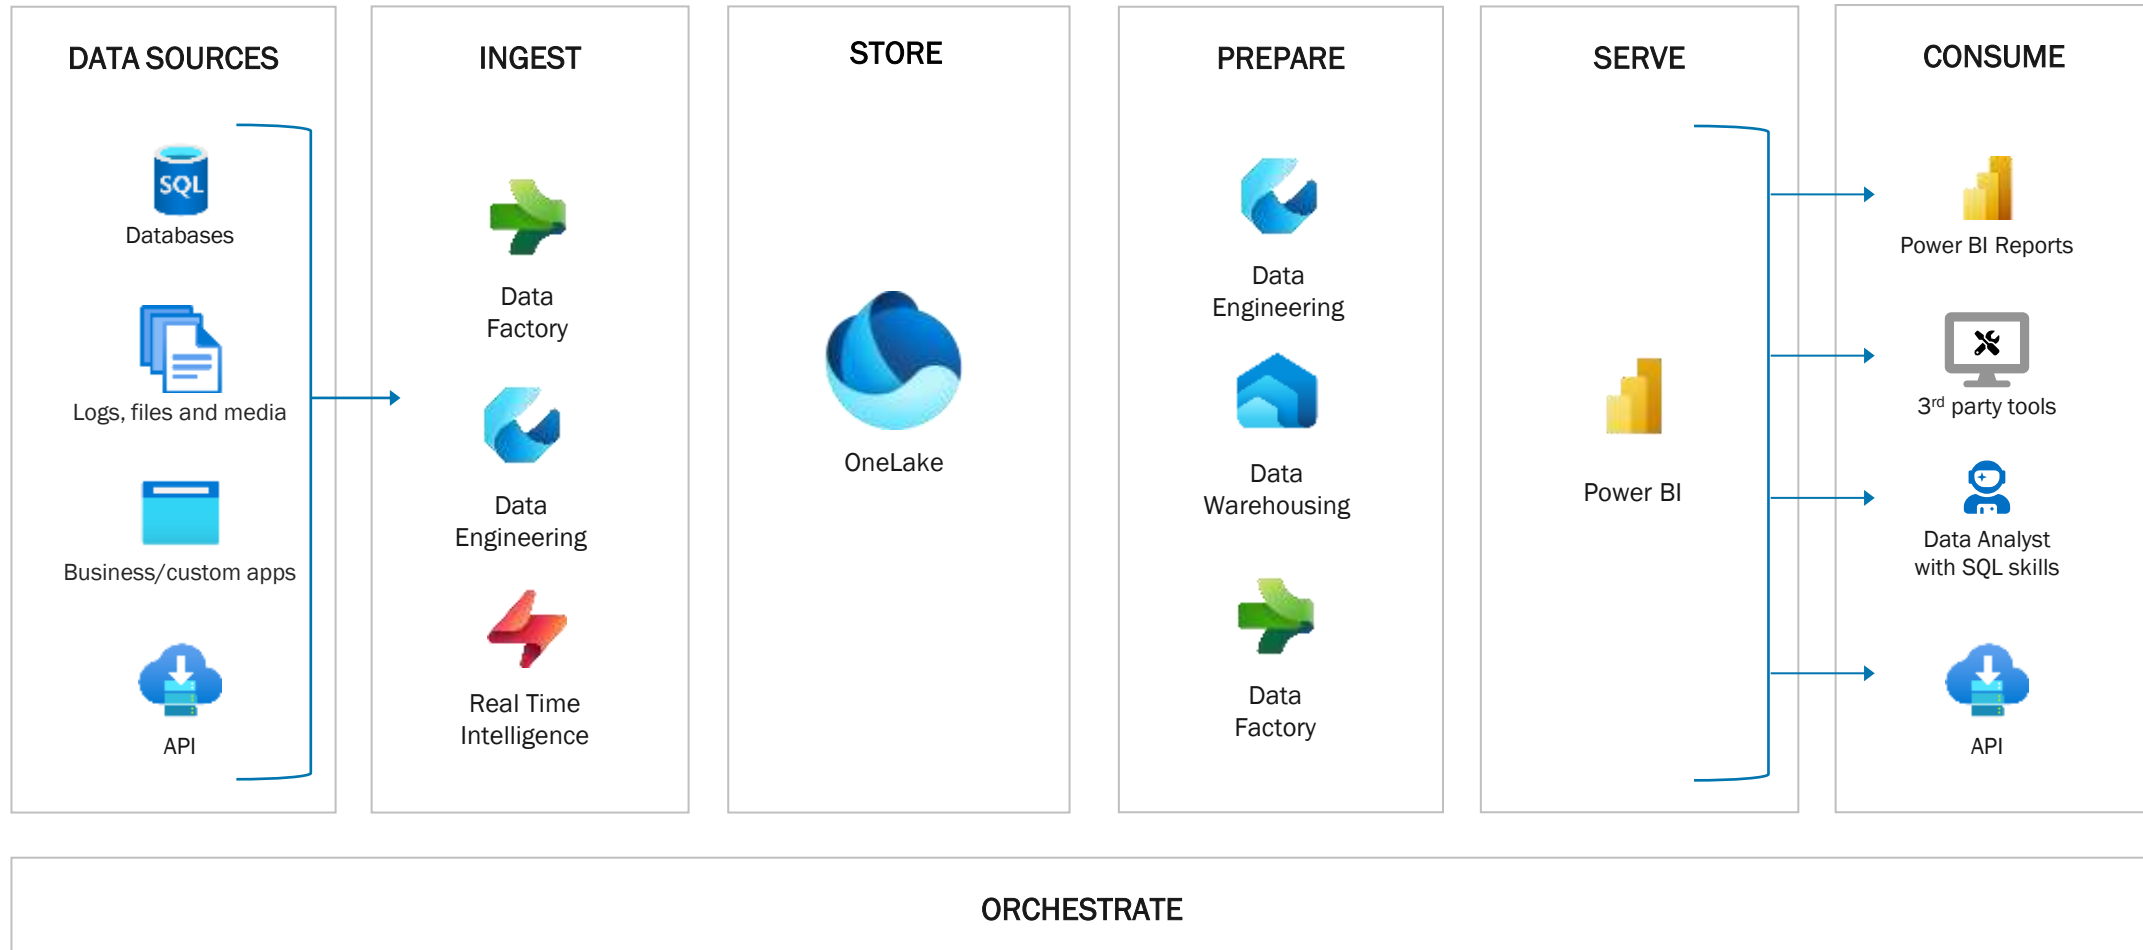 DATA SOURCES
SQL
Databases
Logs, files and media
Business/custom apps
API
INGEST
Data
Factory
Data
Engineering
Real Time
Intelligence
STORE
OneLake
PREPARE
Data
Engineering
Data
Warehousing
Data
Factory
SERVE
Power BI
CONSUME
Power BI Reports
3rd party tools
Data Analyst
with SQL skills
API
ORCHESTRATE